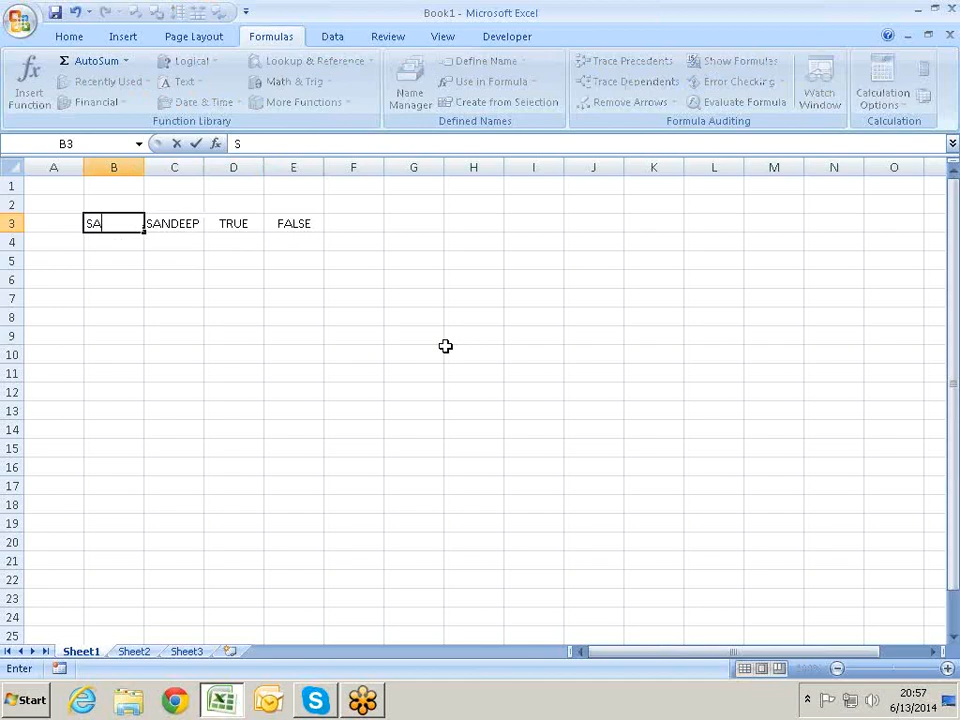 Book1 - Microsoft Excel
Home Insert Page Layout Formulas Data Review View Developer
fx Σ AutoSum Logical Lookup & Reference Define Name Trace Precedents Show Formulas
Recently Used Text Math & Trig Use in Formula Trace Dependents Error Checking
Insert Function Financial Date & Time More Functions Name Manager Create from Selection Remove Arrows Evaluate Formula Watch Window Calculation Options
Function Library Defined Names Formula Auditing Calculation
B3 fx S
A B C D E F G H I J K L M N O
1
2
3 SA SANDEEP TRUE FALSE
4
5
6
7
8
9
10
11
12
13
14
15
16
17
18
19
20
21
22
23
24
25
Sheet1 Sheet2 Sheet3
Enter 100%
Start 20:57
6/13/2014